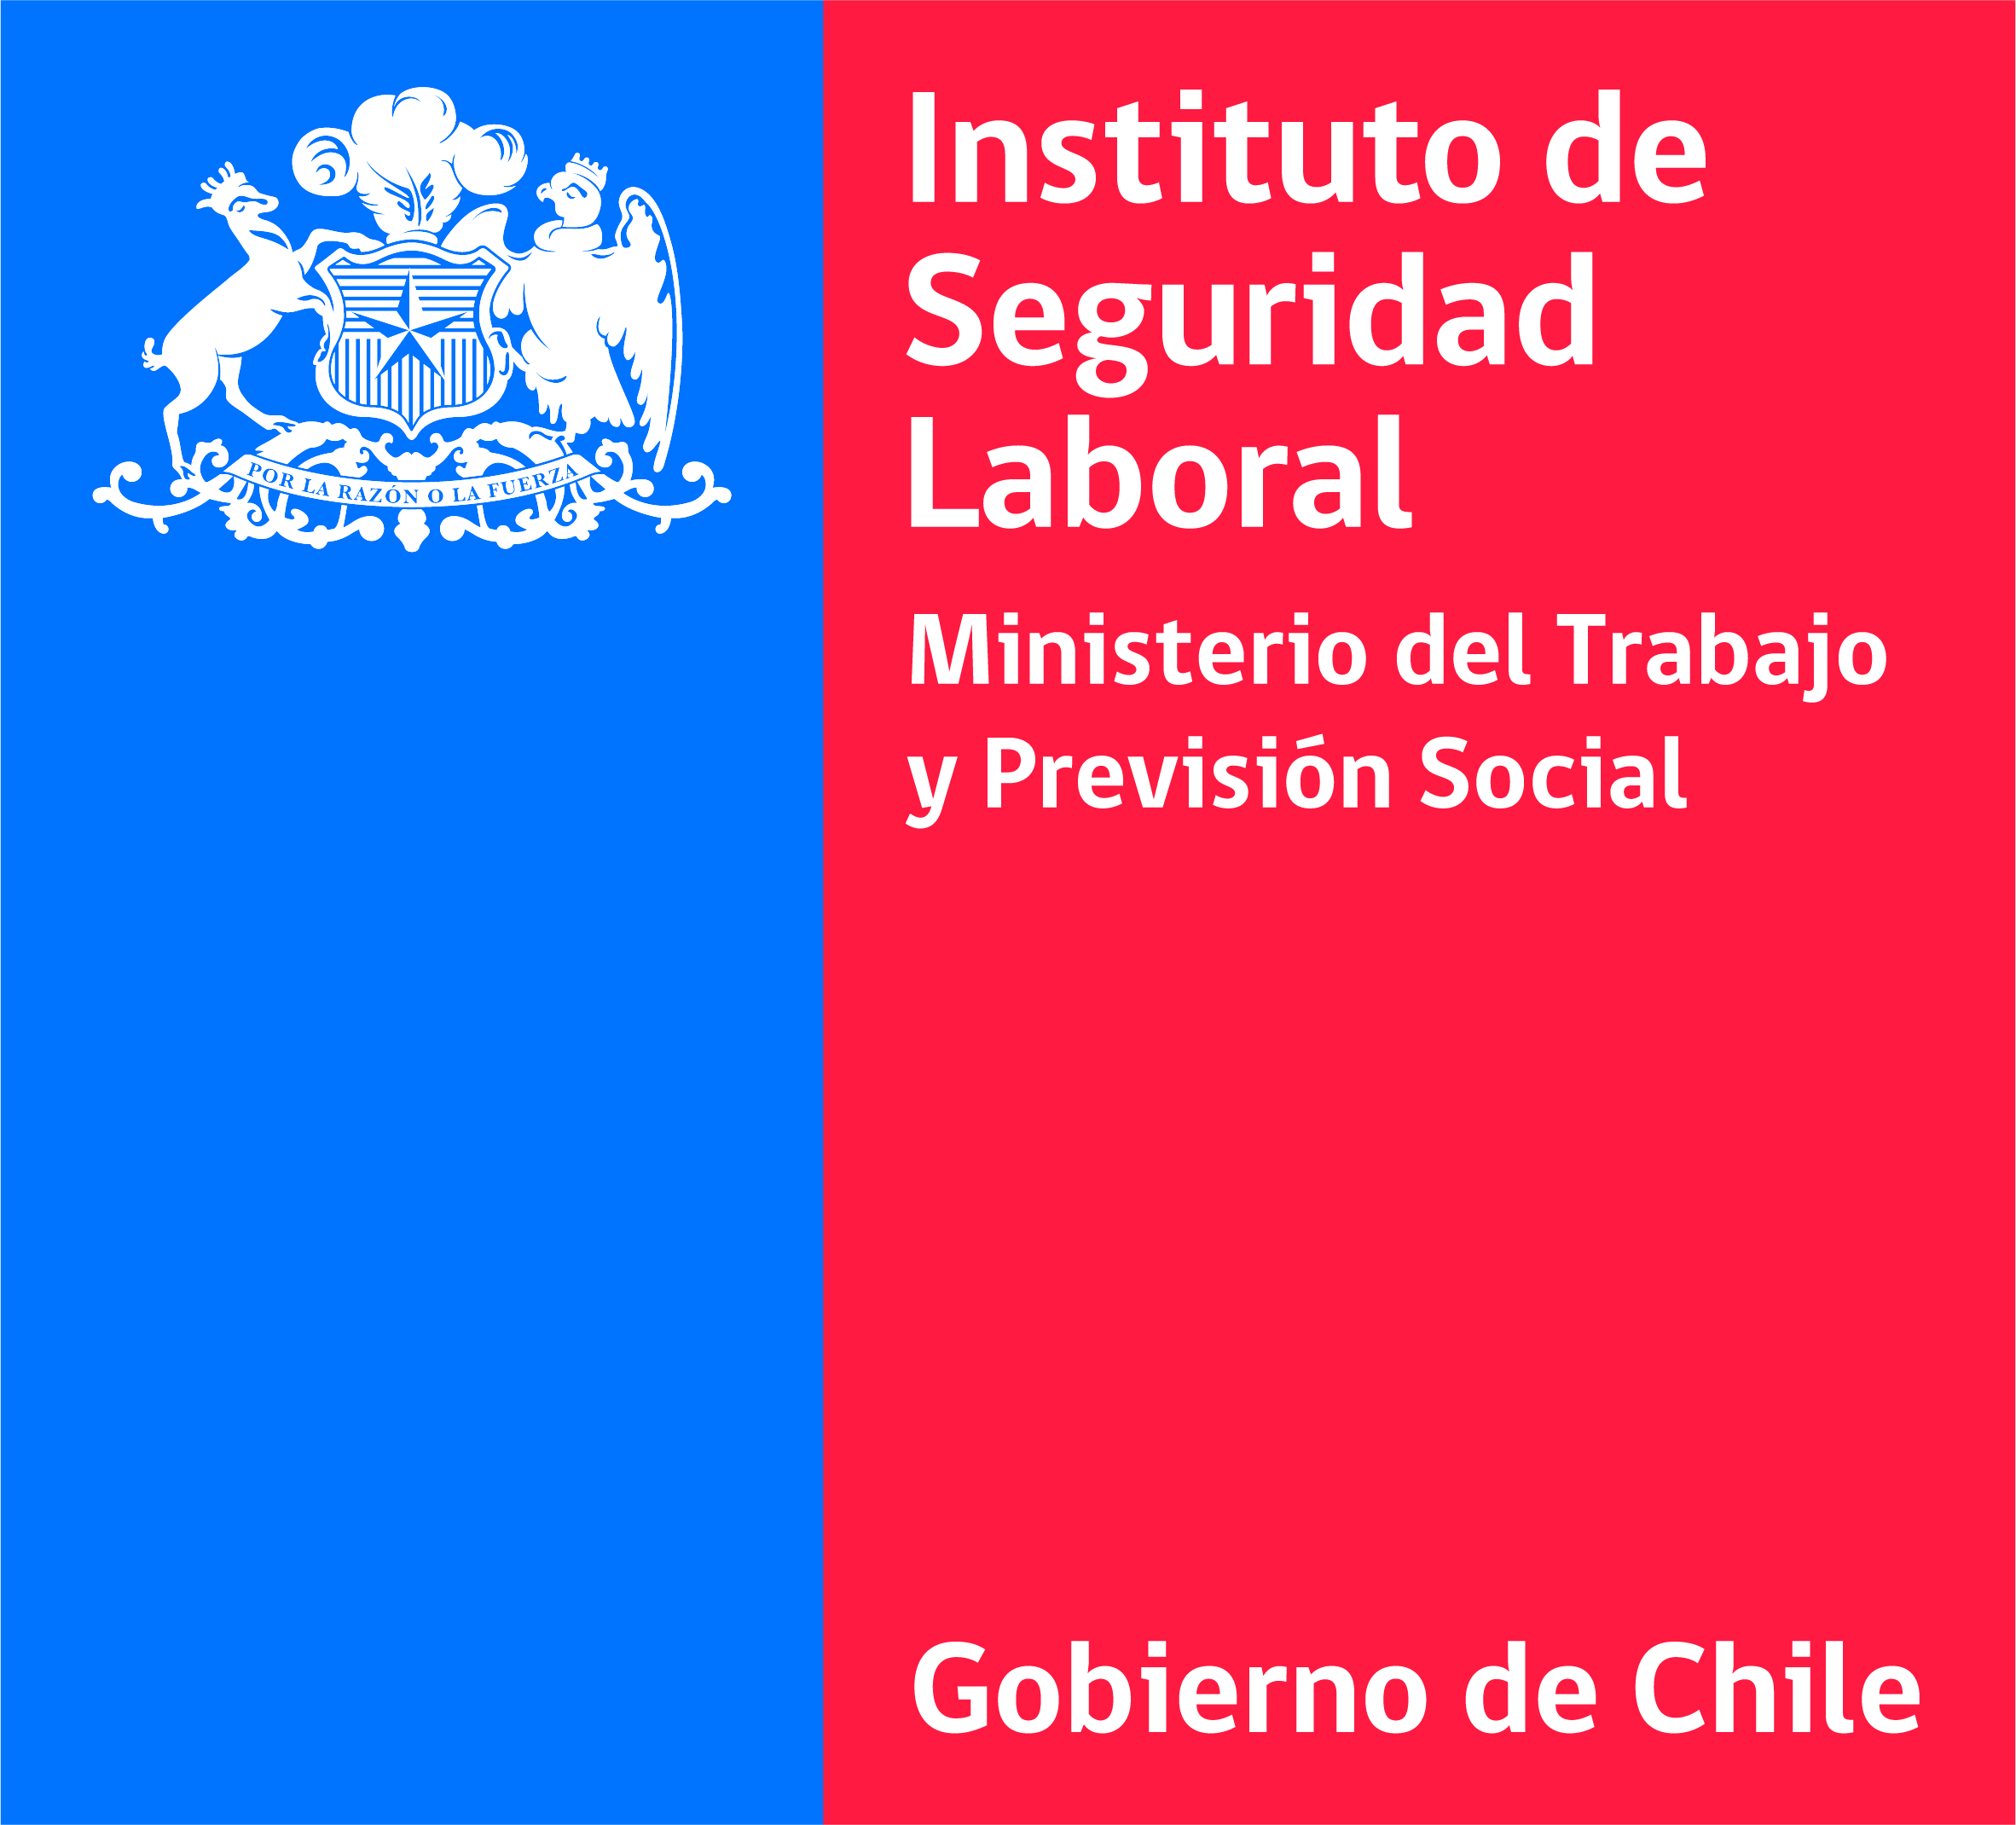 POR LA RAZÓN O LA FUERZA
Instituto de
Seguridad
Laboral
Ministerio del Trabajo
y Previsión Social
Gobierno de Chile